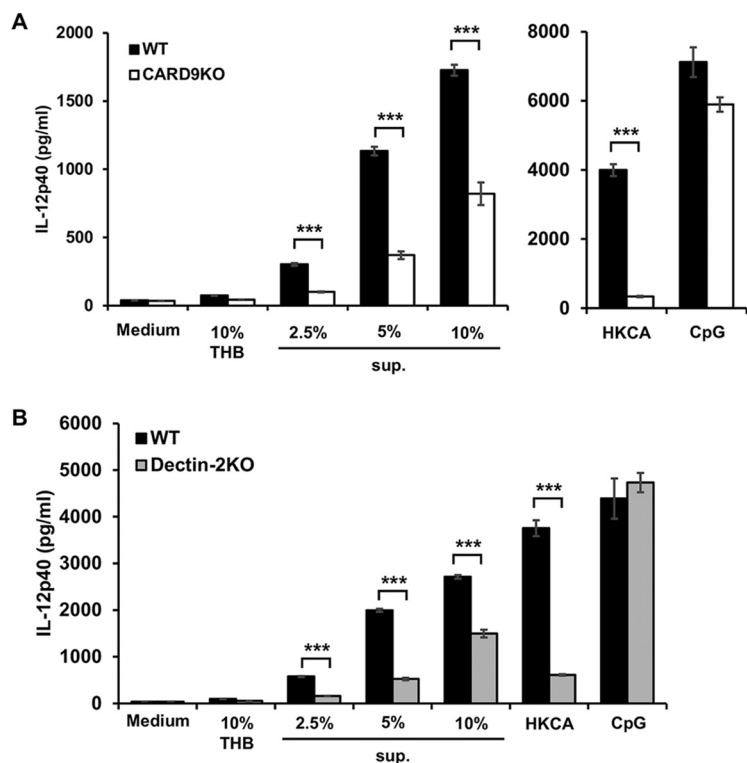 A
2000
1500
1000
500
0
IL-12p40 (pg/ml)
WT
CARD9KO
***
***
***
Medium
10%
THB
2.5%
5%
10%
sup.
8000
6000
4000
2000
0
***
HKCA
CpG
B
6000
5000
4000
3000
2000
1000
0
IL-12p40 (pg/ml)
WT
Dectin-2KO
***
***
***
***
Medium
10%
THB
2.5%
5%
10%
HKCA
CpG
sup.